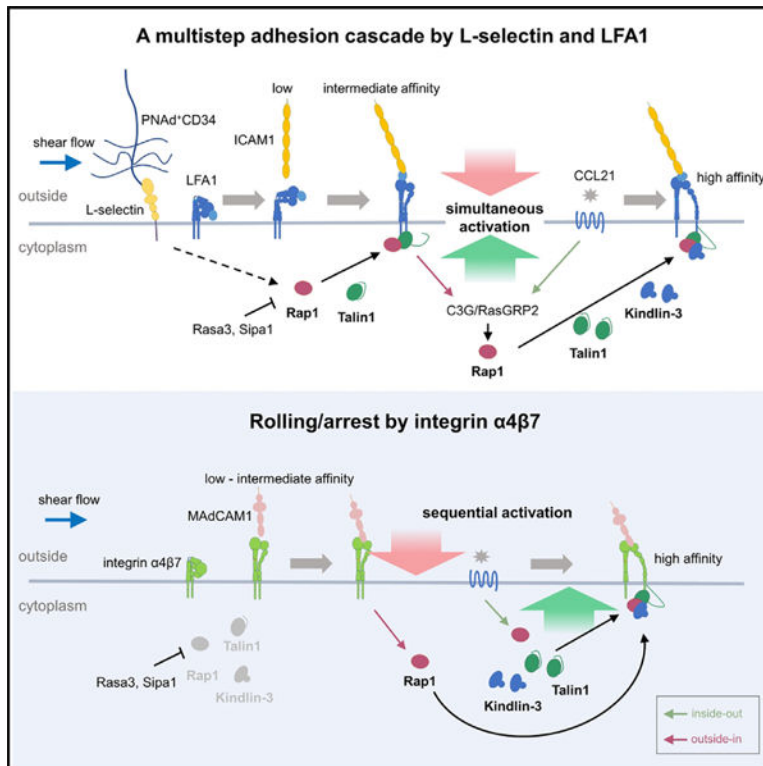 A multistep adhesion cascade by L-selectin and LFA1
low
intermediate affinity
PNAd⁺CD34
ICAM1
shear flow
CCL21
high affinity
LFA1
outside
L-selectin
simultaneous
activation
cytoplasm
C3G/RasGRP2
Rap1
Talin1
Kindlin-3
Rasa3, Sipa1
Talin1
Rap1
Rolling/arrest by integrin α4β7
low - intermediate affinity
shear flow
MAdCAM1
sequential activation
outside
integrin α4β7
high affinity
cytoplasm
Talin1
Rap1
Rasa3, Sipa1
Kindlin-3
Rap1
Talin1
Kindlin-3
inside-out
outside-in